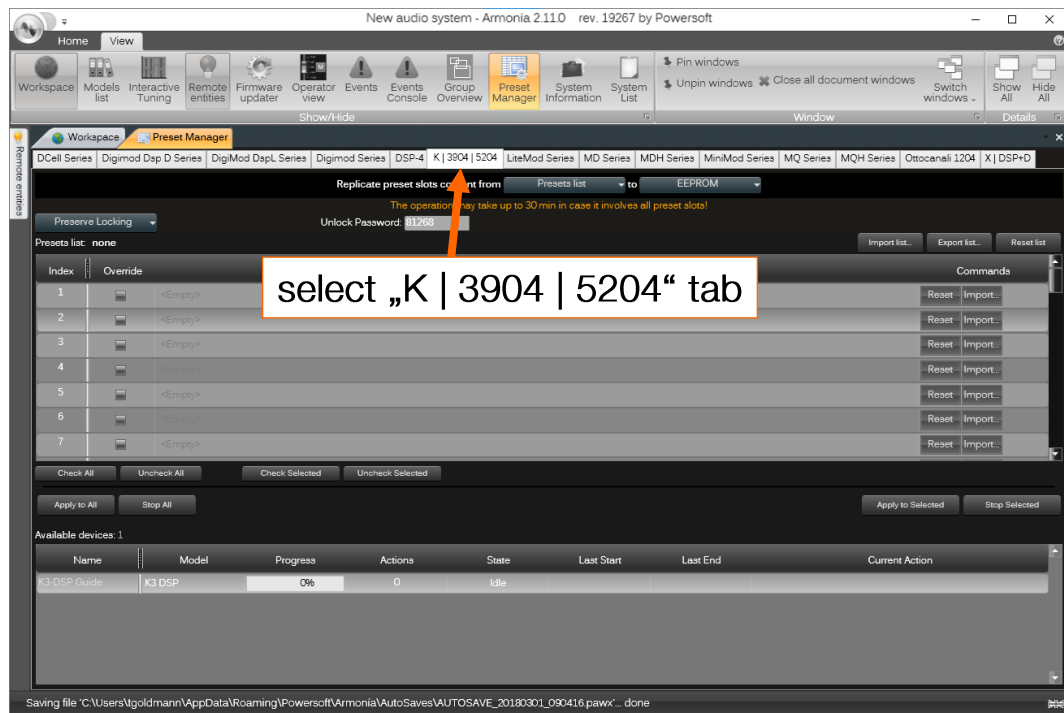 New audio system - Armonia 2.11.0 rev. 19267 by Powersoft
Home View
Workspace Models list Interactive Tuning Remote entities Firmware updater Operator view Events Events Console Group Overview Preset Manager System Information System List
Pin windows
Unpin windows Close all document windows
Switch windows Show All Hide All
Show/Hide Window Details
Remote entities
Workspace Preset Manager
DCell Series Digimod Dsp D Series DigiMod DspL Series Digimod Series DSP-4 K | 3904 | 5204 LiteMod Series MD Series MDH Series MiniMod Series MQ Series MQH Series Ottocanali 1204 X | DSP+D
Replicate preset slots content from Presets list to EEPROM
The operation may take up to 30 min in case it involves all preset slots!
Preserve Locking Unlock Password: 81268
Presets list: none Import list... Export list... Reset list
Index Override Commands
select „K | 3904 | 5204“ tab
1 <Empty> Reset Import...
2 <Empty> Reset Import...
3 <Empty> Reset Import...
4 <Empty> Reset Import...
5 <Empty> Reset Import...
6 <Empty> Reset Import...
7 <Empty> Reset Import...
Check All Uncheck All Check Selected Uncheck Selected
Apply to All Stop All Apply to Selected Stop Selected
Available devices: 1
Name Model Progress Actions State Last Start Last End Current Action
K3-DSP Guide K3 DSP 0% 0 Idle
Saving file 'C:\Users\tgoldmann\AppData\Roaming\Powersoft\Armonía\AutoSaves\AUTOSAVE_20180301_090416.pawx'... done